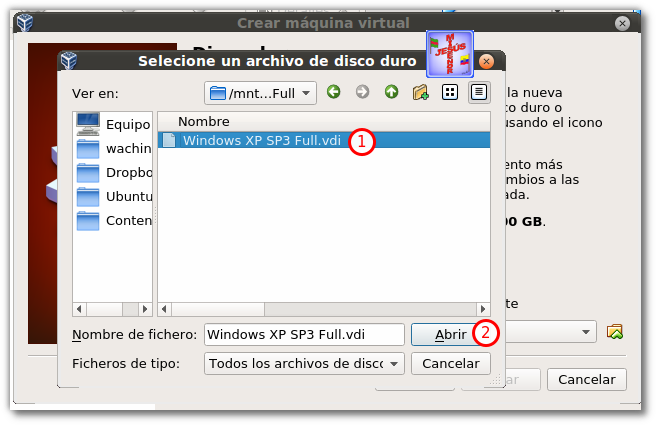 Crear máquina virtual
Selecione un archivo de disco duro
MISENOR
JESÚS
Ver en:
/mnt...Full
la nueva
o duro o
usando el icono
Equipo
wachin
Dropbo
Ubuntu
Conten
Nombre
Windows XP SP3 Full.vdi
1
ento más
mbios a las
ada.
00 GB.
te
Nombre de fichero:
Windows XP SP3 Full.vdi
Abrir
2
Ficheros de tipo:
Todos los archivos de disco
Cancelar
ar
Cancelar